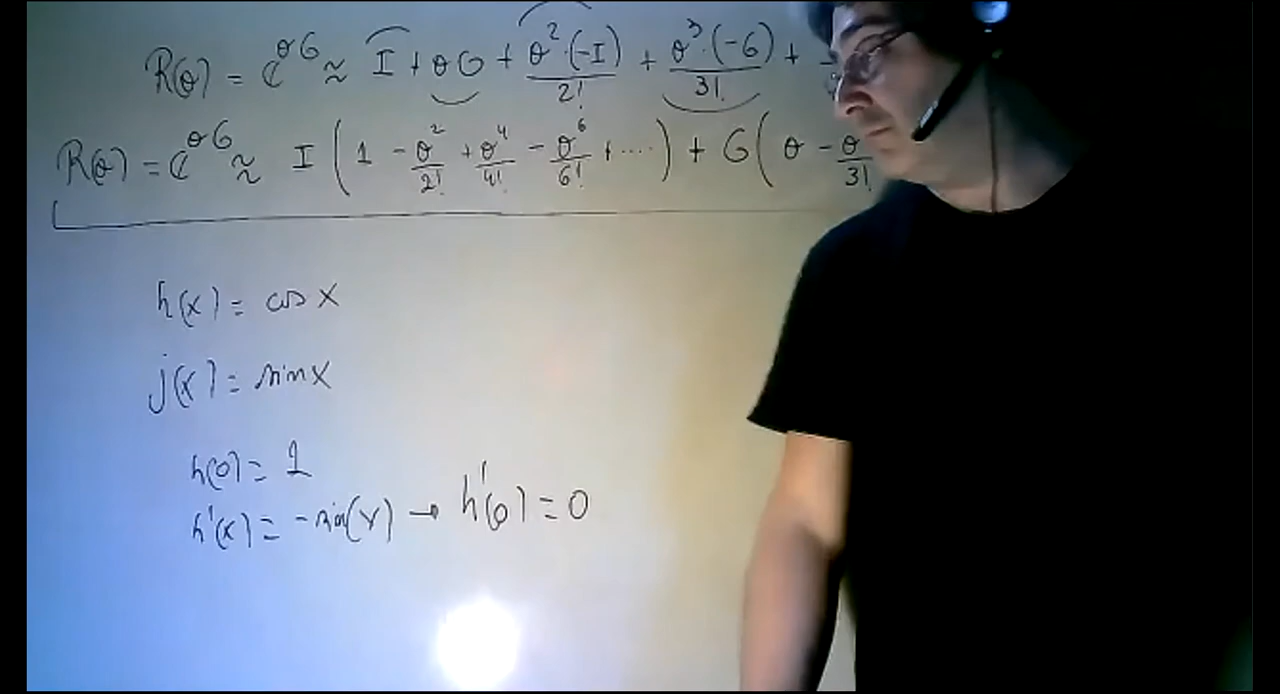 R(θ) = e^θG ≈ I + θG + θ²·(-I)/2! + θ³·(-G)/3! +
R(θ) = e^θG ≈ I (1 - θ²/2! + θ⁴/4! - θ⁶/6! + ....) + G(θ - θ/3!
h(x) = cos x
j(x) = sin x
h(0) = 1
h'(x) = -sin(x) → h'(0) = 0